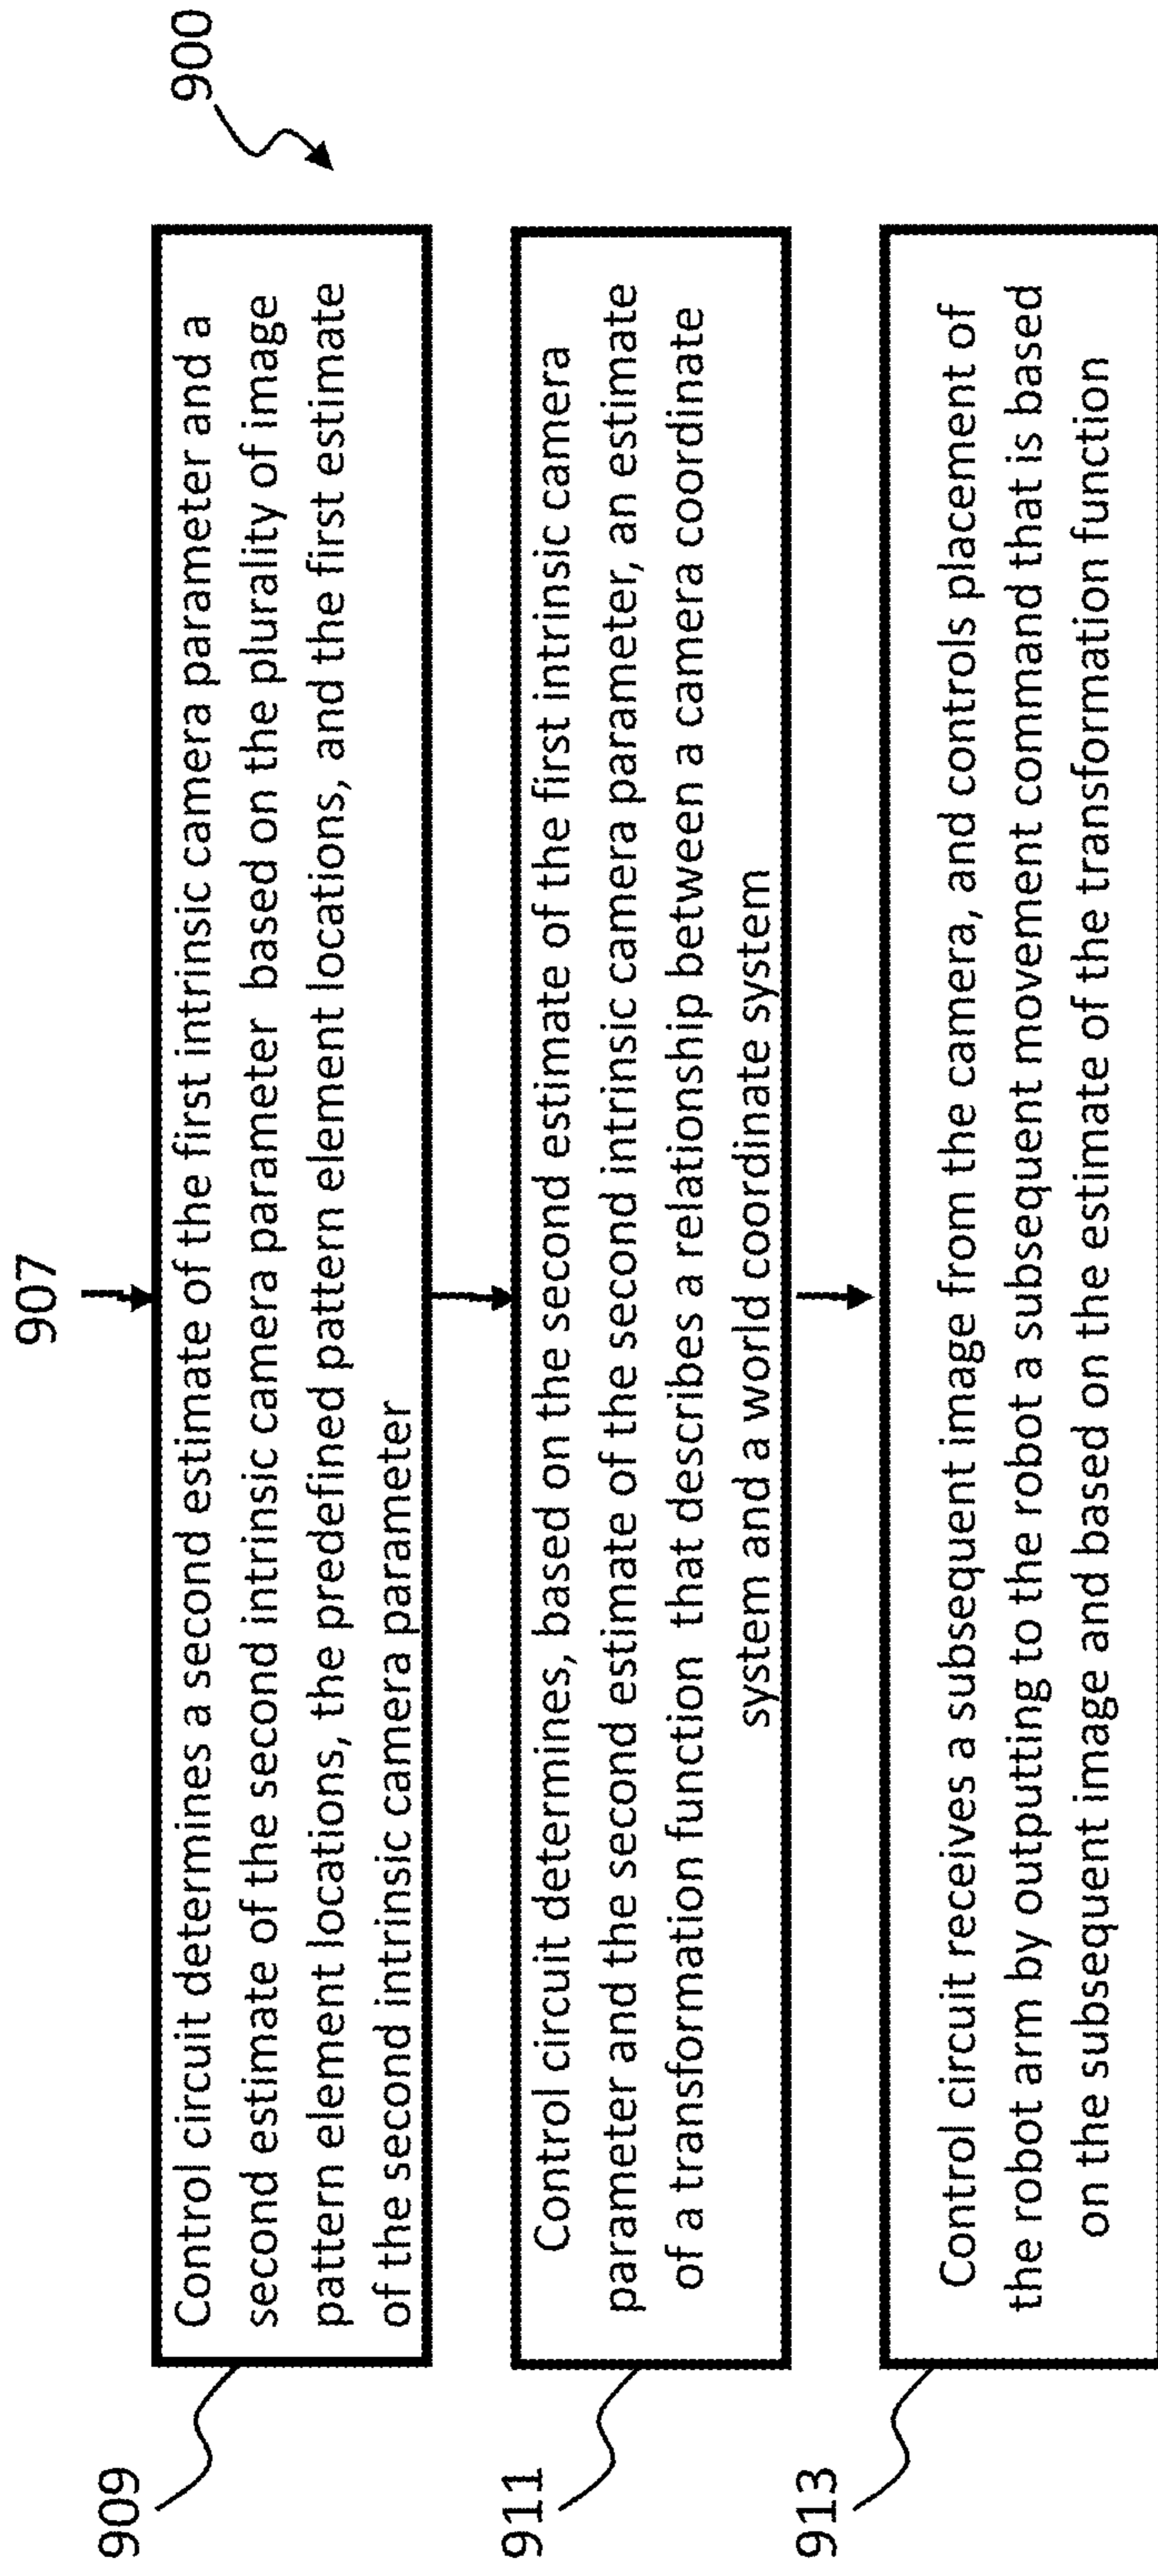 900
907
909
Control circuit determines a second estimate of the first intrinsic camera parameter and a
second estimate of the second intrinsic camera parameter based on the plurality of image
pattern element locations, the predefined pattern element locations, and the first estimate
of the second intrinsic camera parameter
911
Control circuit determines, based on the second estimate of the first intrinsic camera
parameter and the second estimate of the second intrinsic camera parameter, an estimate
of a transformation function that describes a relationship between a camera coordinate
system and a world coordinate system
913
Control circuit receives a subsequent image from the camera, and controls placement of
the robot arm by outputting to the robot a subsequent movement command that is based
on the subsequent image and based on the estimate of the transformation function